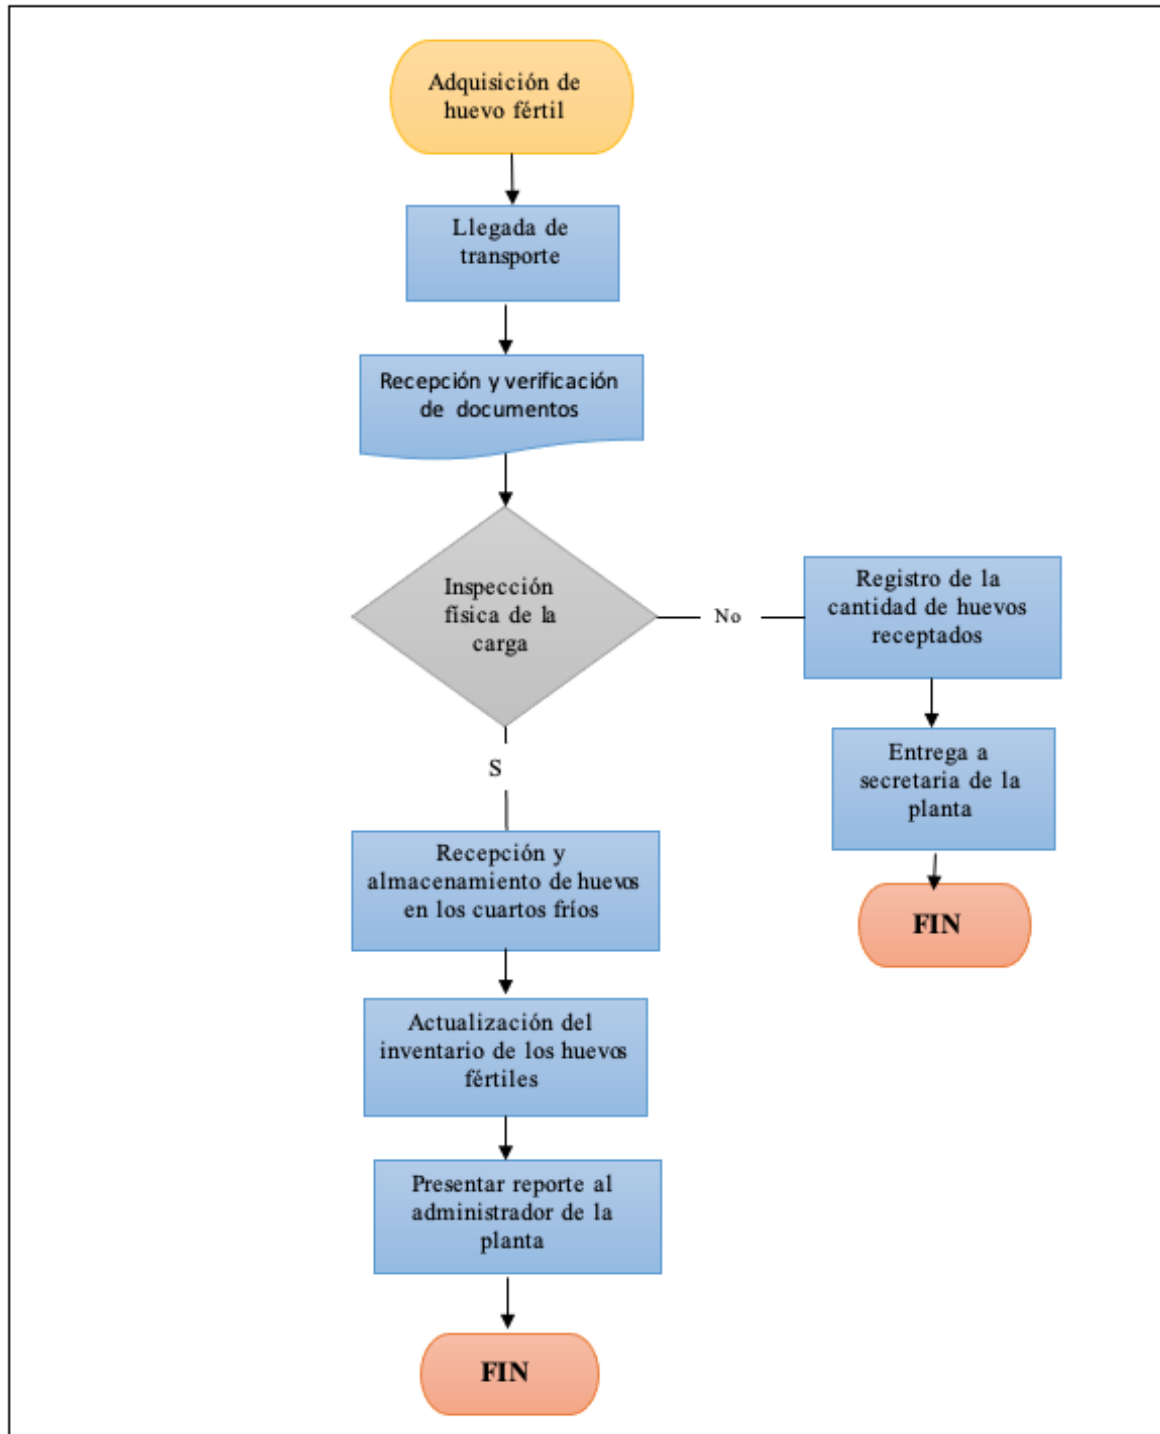 Adquisición de
huevo fértil
Llegada de
transporte
Recepción y verificación
de documentos
Inspección
física de la
carga
No
Registro de la
cantidad de huevos
receptados
Entrega a
secretaria de la
planta
FIN
S
Recepción y
almacenamiento de huevos
en los cuartos fríos
Actualización del
inventario de los huevos
fértiles
Presentar reporte al
administrador de la
planta
FIN